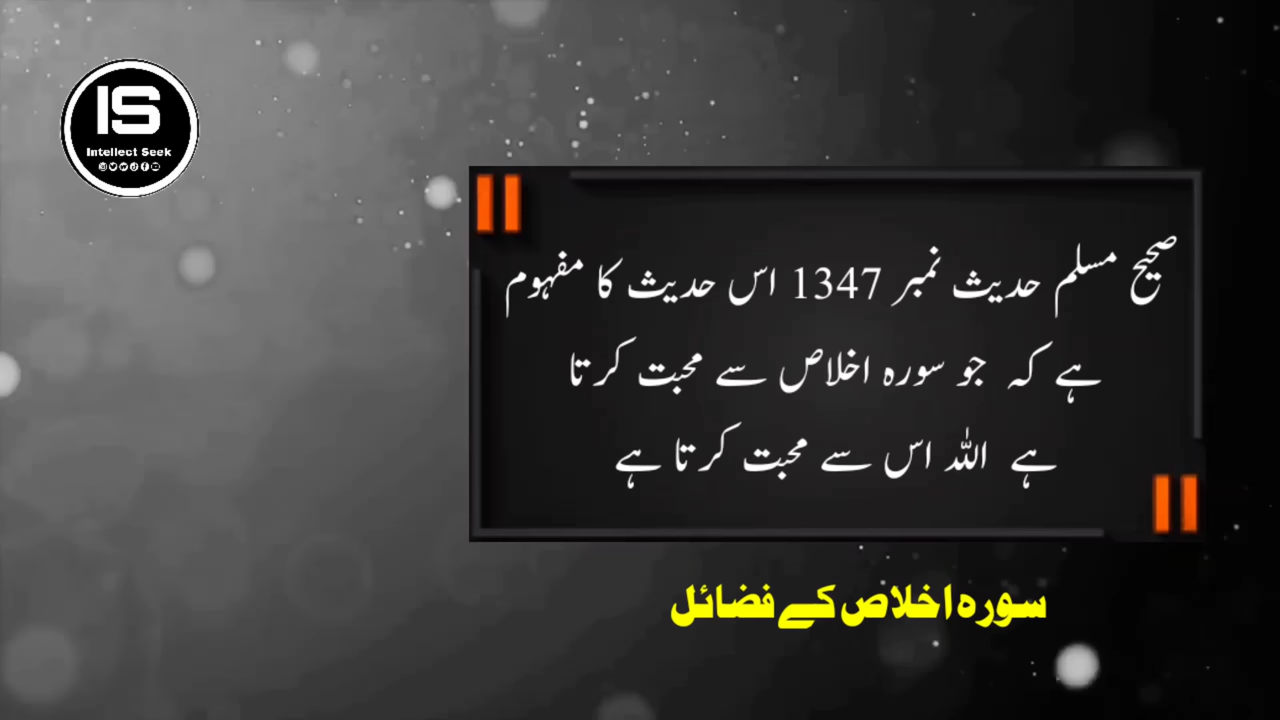 IS
Intellect Seek
صحیح مسلم حدیث نمبر 1347 اس حدیث کا مفہوم
ہے کہ جو سورہ اخلاص سے محبت کرتا
ہے اللہ اس سے محبت کرتا ہے
سورہ اخلاص کے فضائل